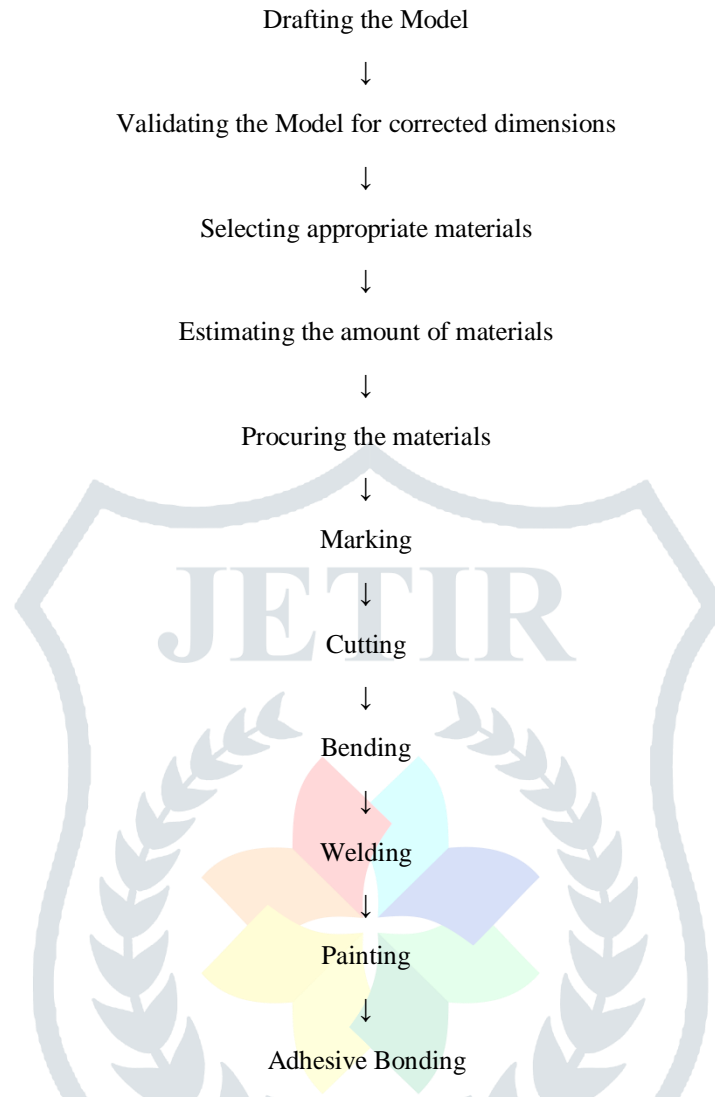 Drafting the Model
↓
Validating the Model for corrected dimensions
↓
Selecting appropriate materials
↓
Estimating the amount of materials
↓
Procuring the materials
↓
Marking
↓
JETIR
Cutting
↓
Bending
↓
Welding
↓
Painting
↓
Adhesive Bonding